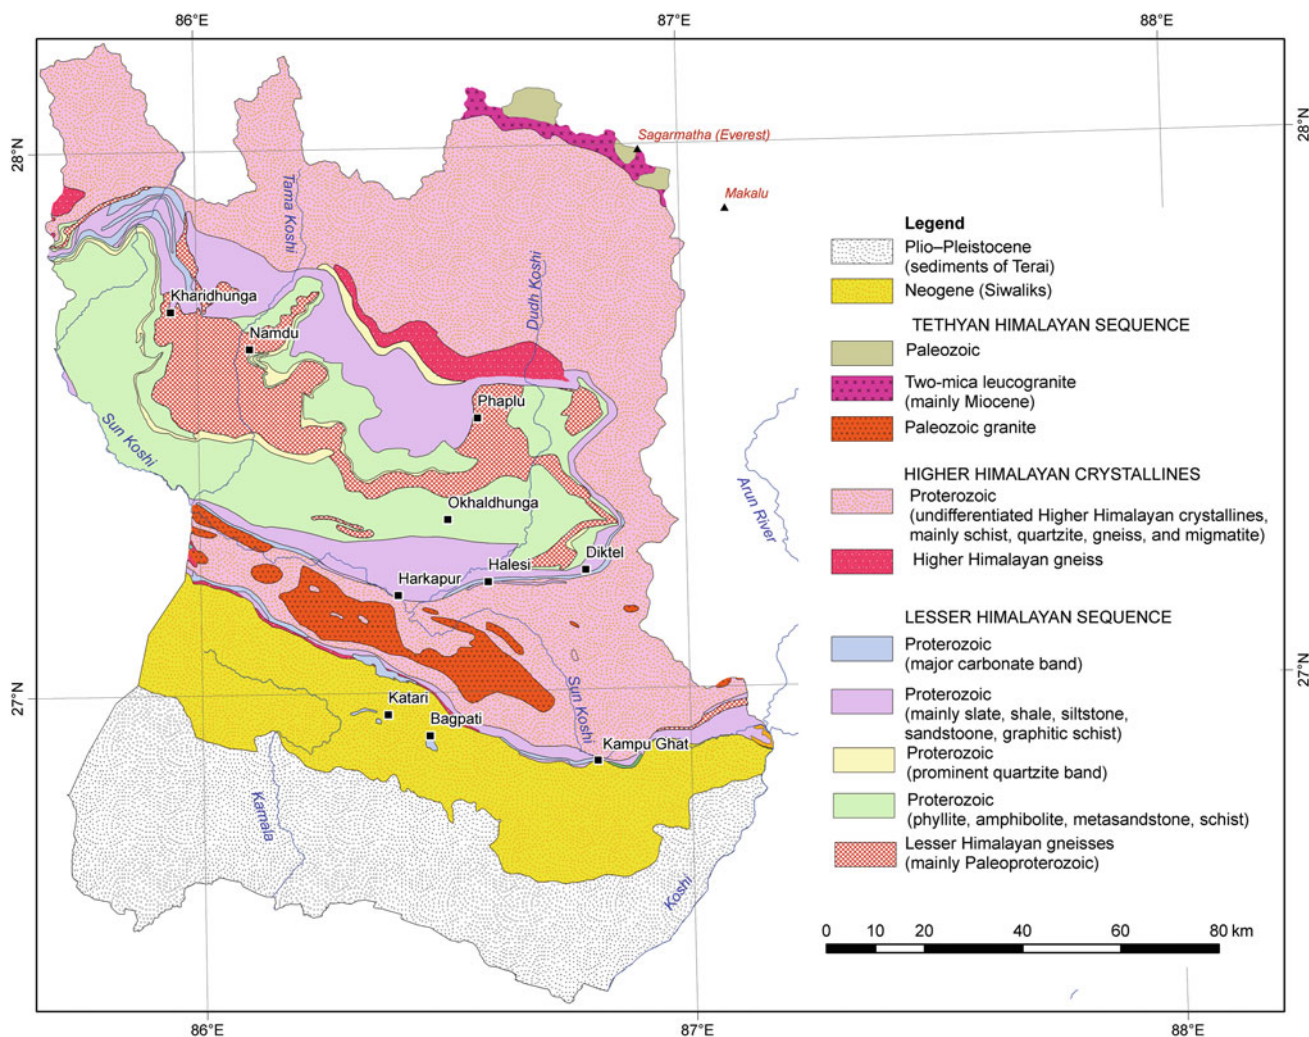 86°E
87°E
88°E
28°N
28°N
Sagarmatha (Everest)
Makalu
Tama Koshi
Dudh Koshi
Kharidhunga
Namdu
Phaplu
Sun Koshi
Arun River
Okhaldhunga
Diktel
Halesi
Harkapur
27°N
27°N
Sun Koshi
Katari
Bagpati
Kampu Ghat
Kamala
Koshi
Legend
Plio–Pleistocene
(sediments of Terai)
Neogene (Siwaliks)
TETHYAN HIMALAYAN SEQUENCE
Paleozoic
Two-mica leucogranite
(mainly Miocene)
Paleozoic granite
HIGHER HIMALAYAN CRYSTALLINES
Proterozoic
(undifferentiated Higher Himalayan crystallines,
mainly schist, quartzite, gneiss, and migmatite)
Higher Himalayan gneiss
LESSER HIMALAYAN SEQUENCE
Proterozoic
(major carbonate band)
Proterozoic
(mainly slate, shale, siltstone,
sandstoone, graphitic schist)
Proterozoic
(prominent quartzite band)
Proterozoic
(phyllite, amphibolite, metasandstone, schist)
Lesser Himalayan gneisses
(mainly Paleoproterozoic)
0 10 20 40 60 80 km
86°E
87°E
88°E